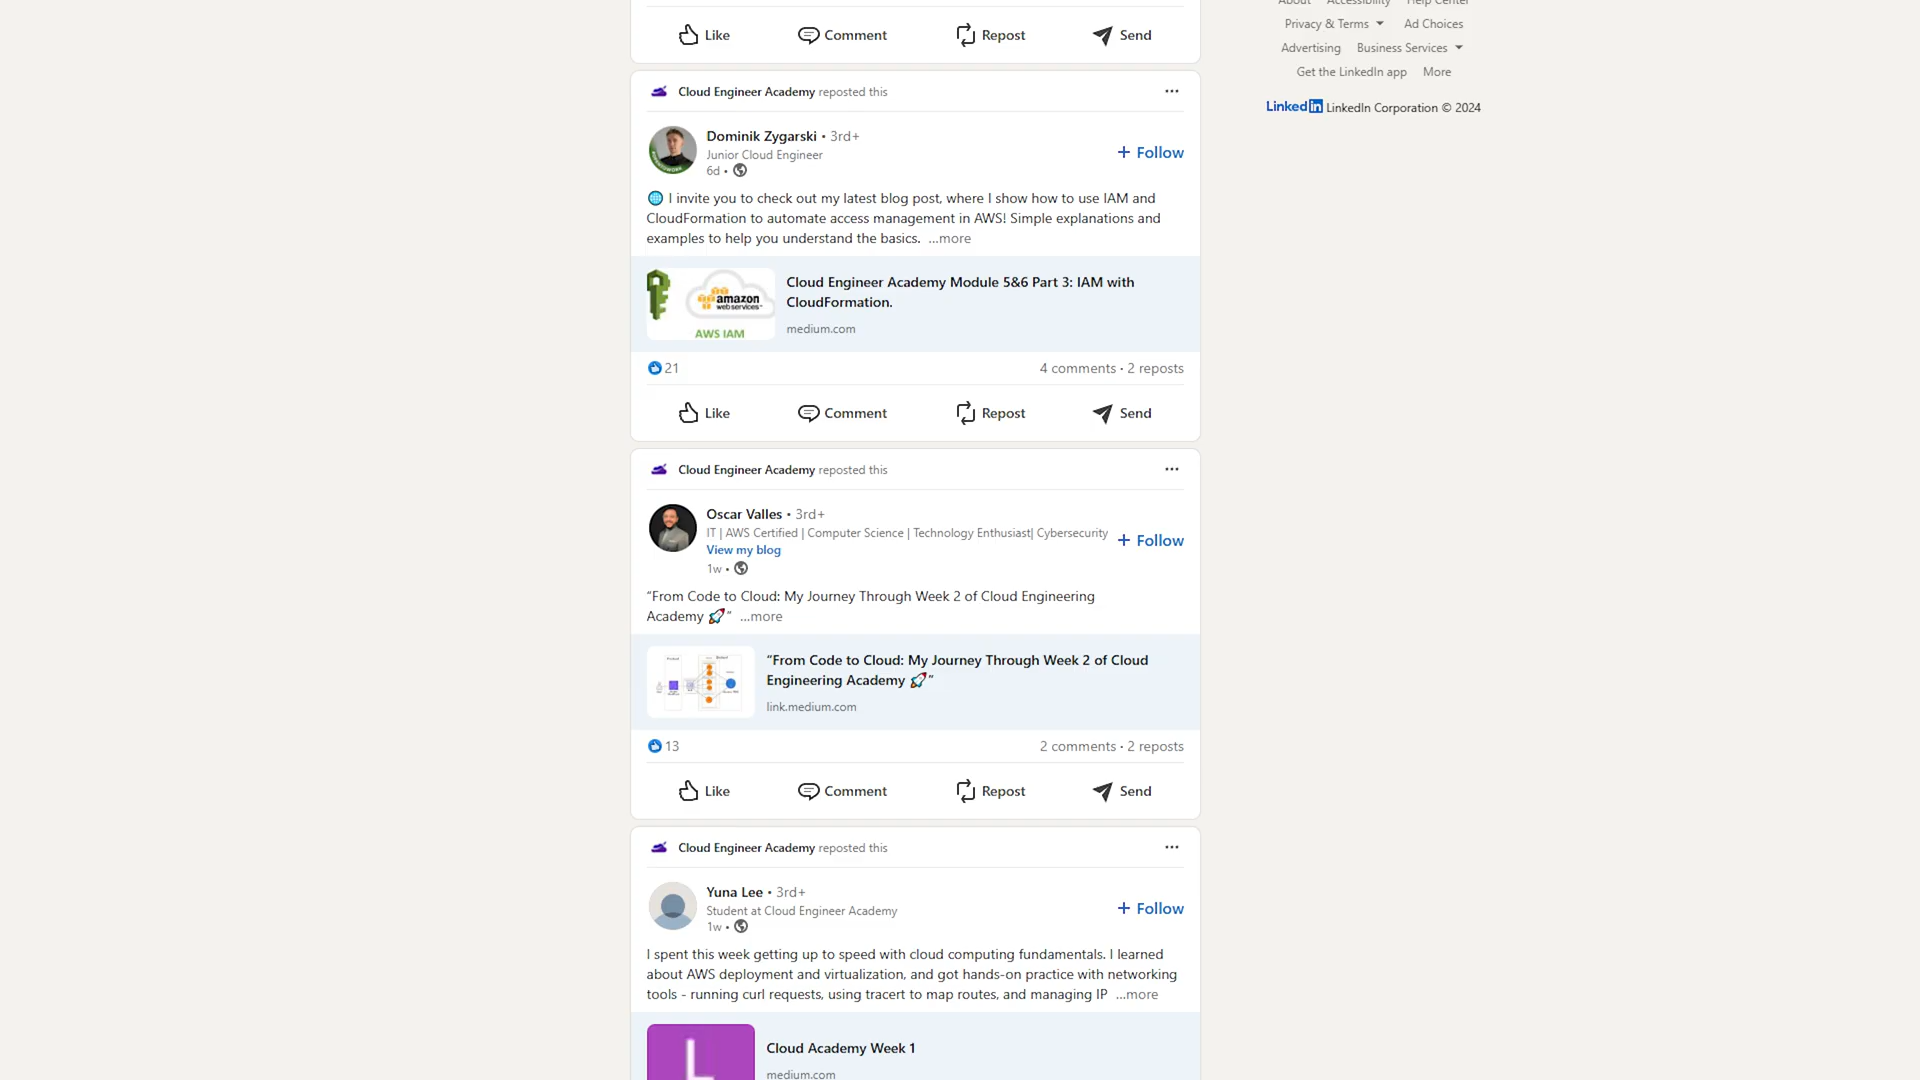 About Accessibility Help Center
Privacy & Terms Ad Choices
Advertising Business Services
Get the LinkedIn app More
LinkedIn LinkedIn Corporation © 2024
Like Comment Repost Send
Cloud Engineer Academy reposted this
Dominik Zygarski • 3rd+
Junior Cloud Engineer
6d •
+ Follow
🌐 I invite you to check out my latest blog post, where I show how to use IAM and
CloudFormation to automate access management in AWS! Simple explanations and
examples to help you understand the basics. ...more
amazon
web services™
AWS IAM
Cloud Engineer Academy Module 5&6 Part 3: IAM with
CloudFormation.
medium.com
21 4 comments • 2 reposts
Like Comment Repost Send
Cloud Engineer Academy reposted this
Oscar Valles • 3rd+
IT | AWS Certified | Computer Science | Technology Enthusiast| Cybersecurity
View my blog
1w •
+ Follow
“From Code to Cloud: My Journey Through Week 2 of Cloud Engineering
Academy 🚀” ...more
“From Code to Cloud: My Journey Through Week 2 of Cloud
Engineering Academy 🚀”
link.medium.com
13 2 comments • 2 reposts
Like Comment Repost Send
Cloud Engineer Academy reposted this
Yuna Lee • 3rd+
Student at Cloud Engineer Academy
1w •
+ Follow
I spent this week getting up to speed with cloud computing fundamentals. I learned
about AWS deployment and virtualization, and got hands-on practice with networking
tools - running curl requests, using tracert to map routes, and managing IP ...more
L
Cloud Academy Week 1
medium.com